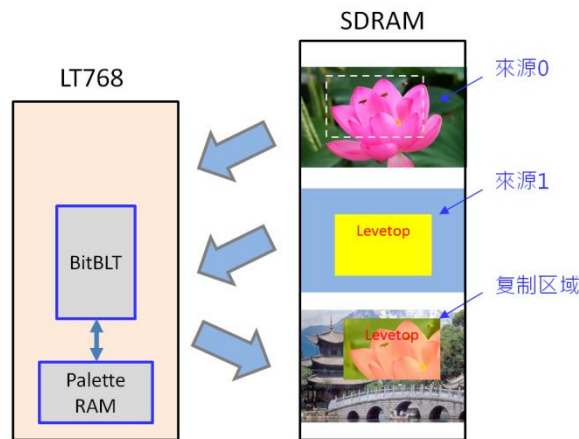 SDRAM
LT768
來源0
來源1
Levetop
BitBLT
复制区域
Levetop
Palette
RAM